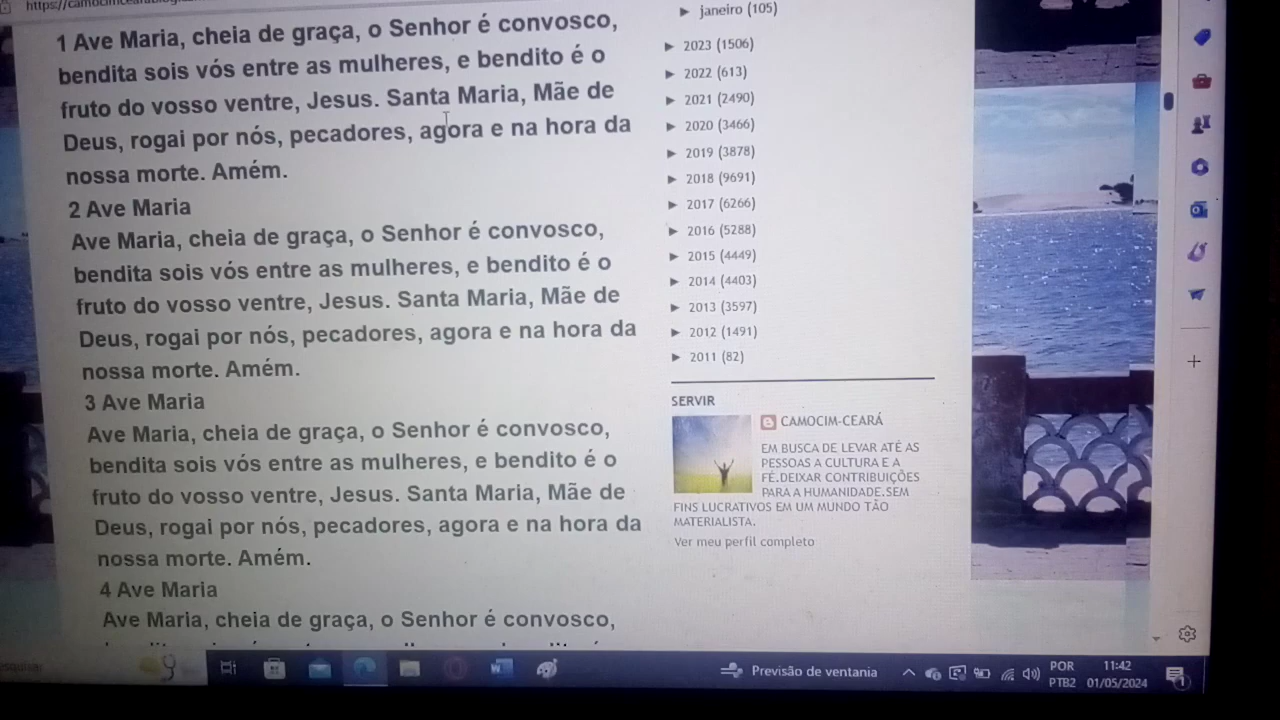 1 Ave Maria, cheia de graça, o Senhor é convosco,
bendita sois vós entre as mulheres, e bendito é o
fruto do vosso ventre, Jesus. Santa Maria, Mãe de
Deus, rogai por nós, pecadores, agora e na hora da
nossa morte. Amém.
2 Ave Maria
Ave Maria, cheia de graça, o Senhor é convosco,
bendita sois vós entre as mulheres, e bendito é o
fruto do vosso ventre, Jesus. Santa Maria, Mãe de
Deus, rogai por nós, pecadores, agora e na hora da
nossa morte. Amém.
3 Ave Maria
Ave Maria, cheia de graça, o Senhor é convosco,
bendita sois vós entre as mulheres, e bendito é o
fruto do vosso ventre, Jesus. Santa Maria, Mãe de
Deus, rogai por nós, pecadores, agora e na hora da
nossa morte. Amém.
4 Ave Maria
Ave Maria, cheia de graça, o Senhor é convosco,
► janeiro (105)
► 2023 (1506)
► 2022 (613)
► 2021 (2490)
► 2020 (3466)
► 2019 (3878)
► 2018 (9691)
► 2017 (6266)
► 2016 (5288)
► 2015 (4449)
► 2014 (4403)
► 2013 (3597)
► 2012 (1491)
► 2011 (82)
SERVIR
CAMOCIM-CEARÁ
EM BUSCA DE LEVAR ATÉ AS
PESSOAS A CULTURA E A
FÉ.DEIXAR CONTRIBUIÇÕES
PARA A HUMANIDADE.SEM
FINS LUCRATIVOS EM UM MUNDO TÃO
MATERIALISTA.
Ver meu perfil completo
Previsão de ventania
POR
PTB2
11:42
01/05/2024
1